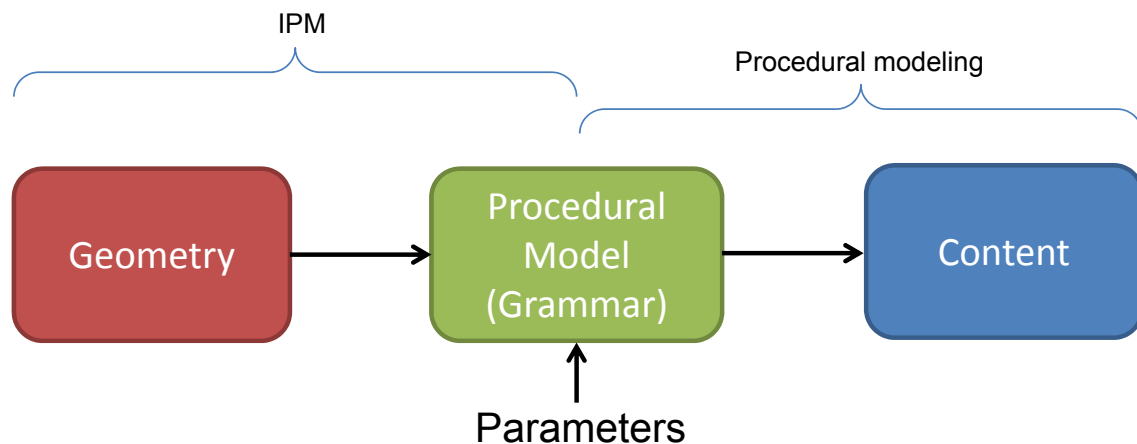 IPM
Procedural modeling
Geometry
Procedural
Model
(Grammar)
Content
Parameters